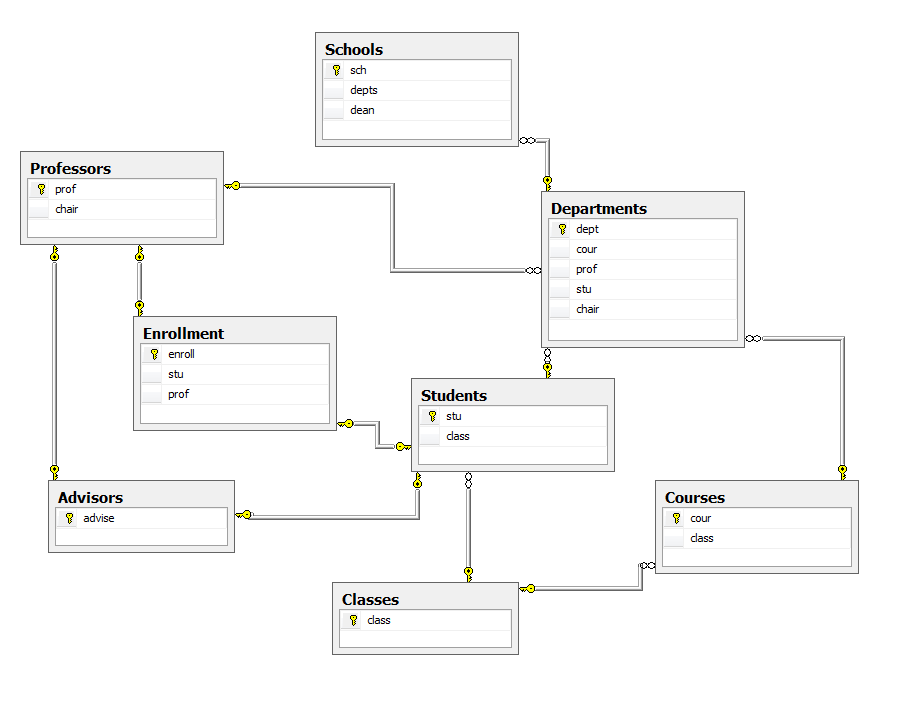 Schools
sch
depts
dean
Professors
prof
chair
Departments
dept
cour
prof
stu
chair
Enrollment
enroll
stu
prof
Students
stu
class
Advisors
advise
Courses
cour
class
Classes
class